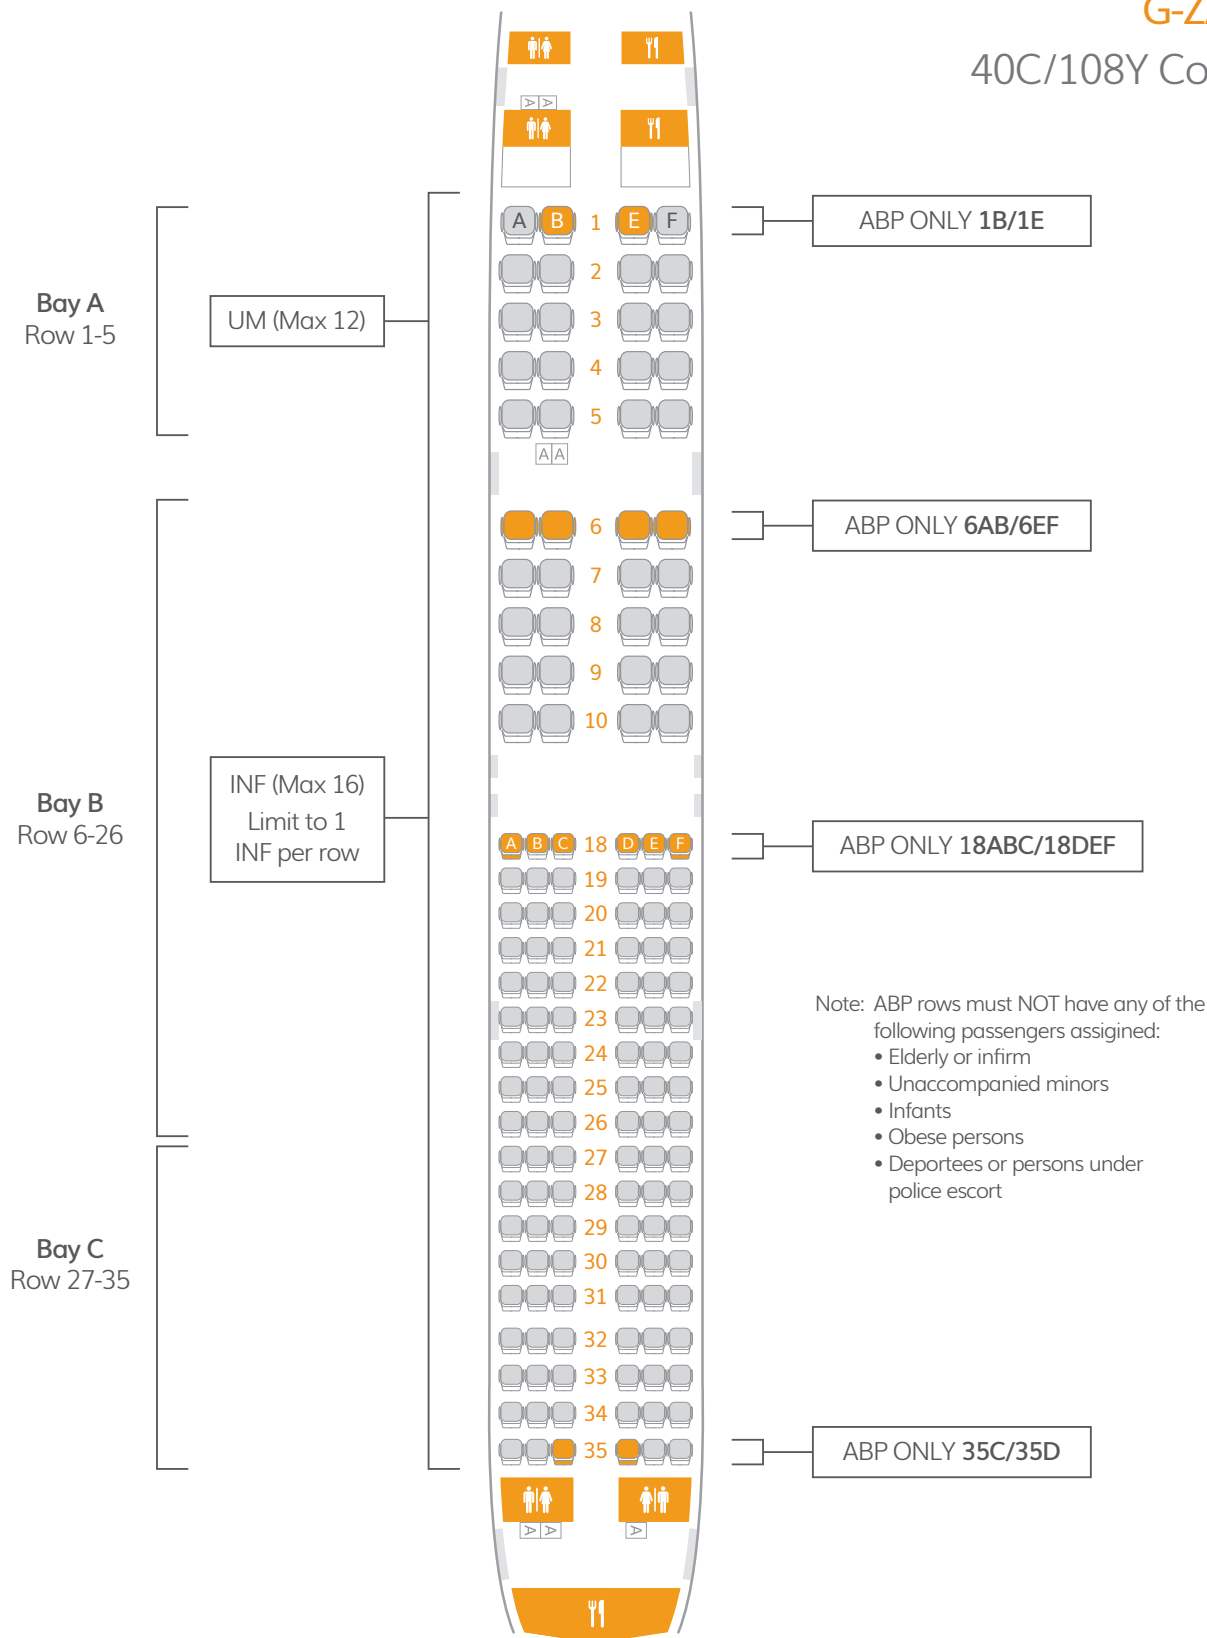 G-Z
40C/108Y Co
A A
A B 1 E F
ABP ONLY 1B/1E
2
Bay A
Row 1-5
UM (Max 12)
3
4
5
A A
6
ABP ONLY 6AB/6EF
7
8
9
10
INF (Max 16)
Limit to 1
INF per row
Bay B
Row 6-26
A B C 18 D E F
ABP ONLY 18ABC/18DEF
19
20
21
22
23
24
25
26
27
28
29
30
31
32
33
34
35
Note: ABP rows must NOT have any of the
following passengers assigined:
• Elderly or infirm
• Unaccompanied minors
• Infants
• Obese persons
• Deportees or persons under
police escort
Bay C
Row 27-35
ABP ONLY 35C/35D
A A A